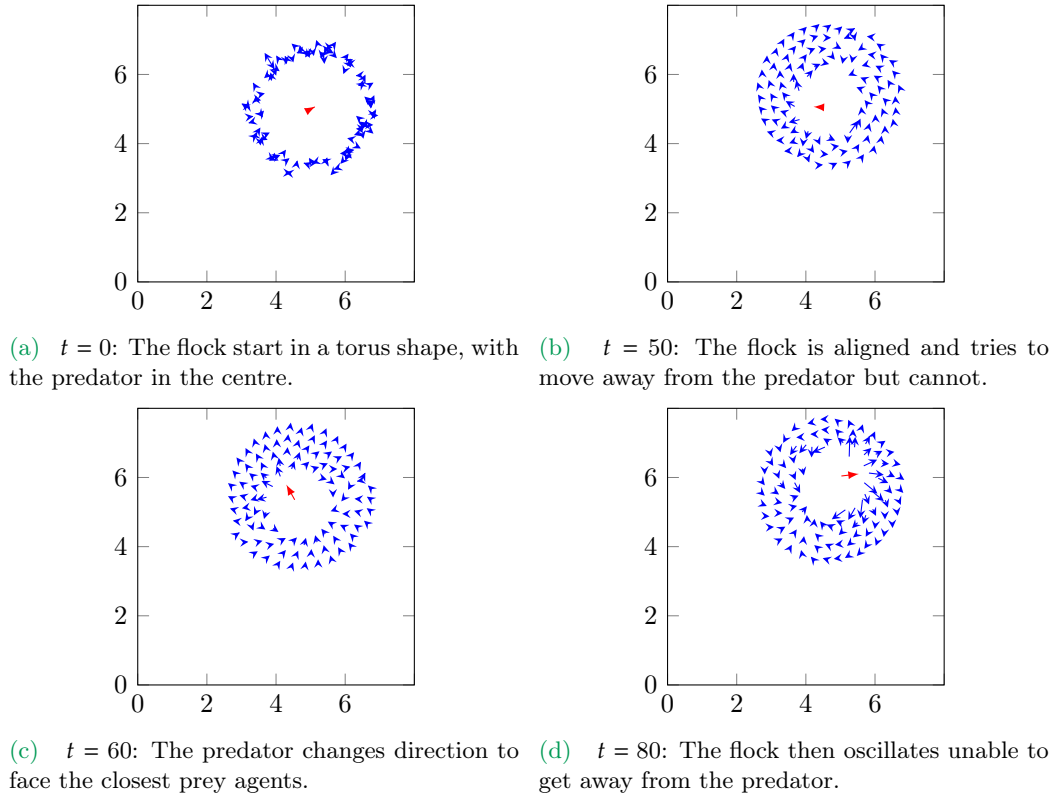 6
4
2
0
0 2 4 6
6
4
2
0
0 2 4 6
(a) t = 0: The flock start in a torus shape, with
the predator in the centre.
(b) t = 50: The flock is aligned and tries to
move away from the predator but cannot.
6
4
2
0
0 2 4 6
6
4
2
0
0 2 4 6
(c) t = 60: The predator changes direction to
face the closest prey agents.
(d) t = 80: The flock then oscillates unable to
get away from the predator.